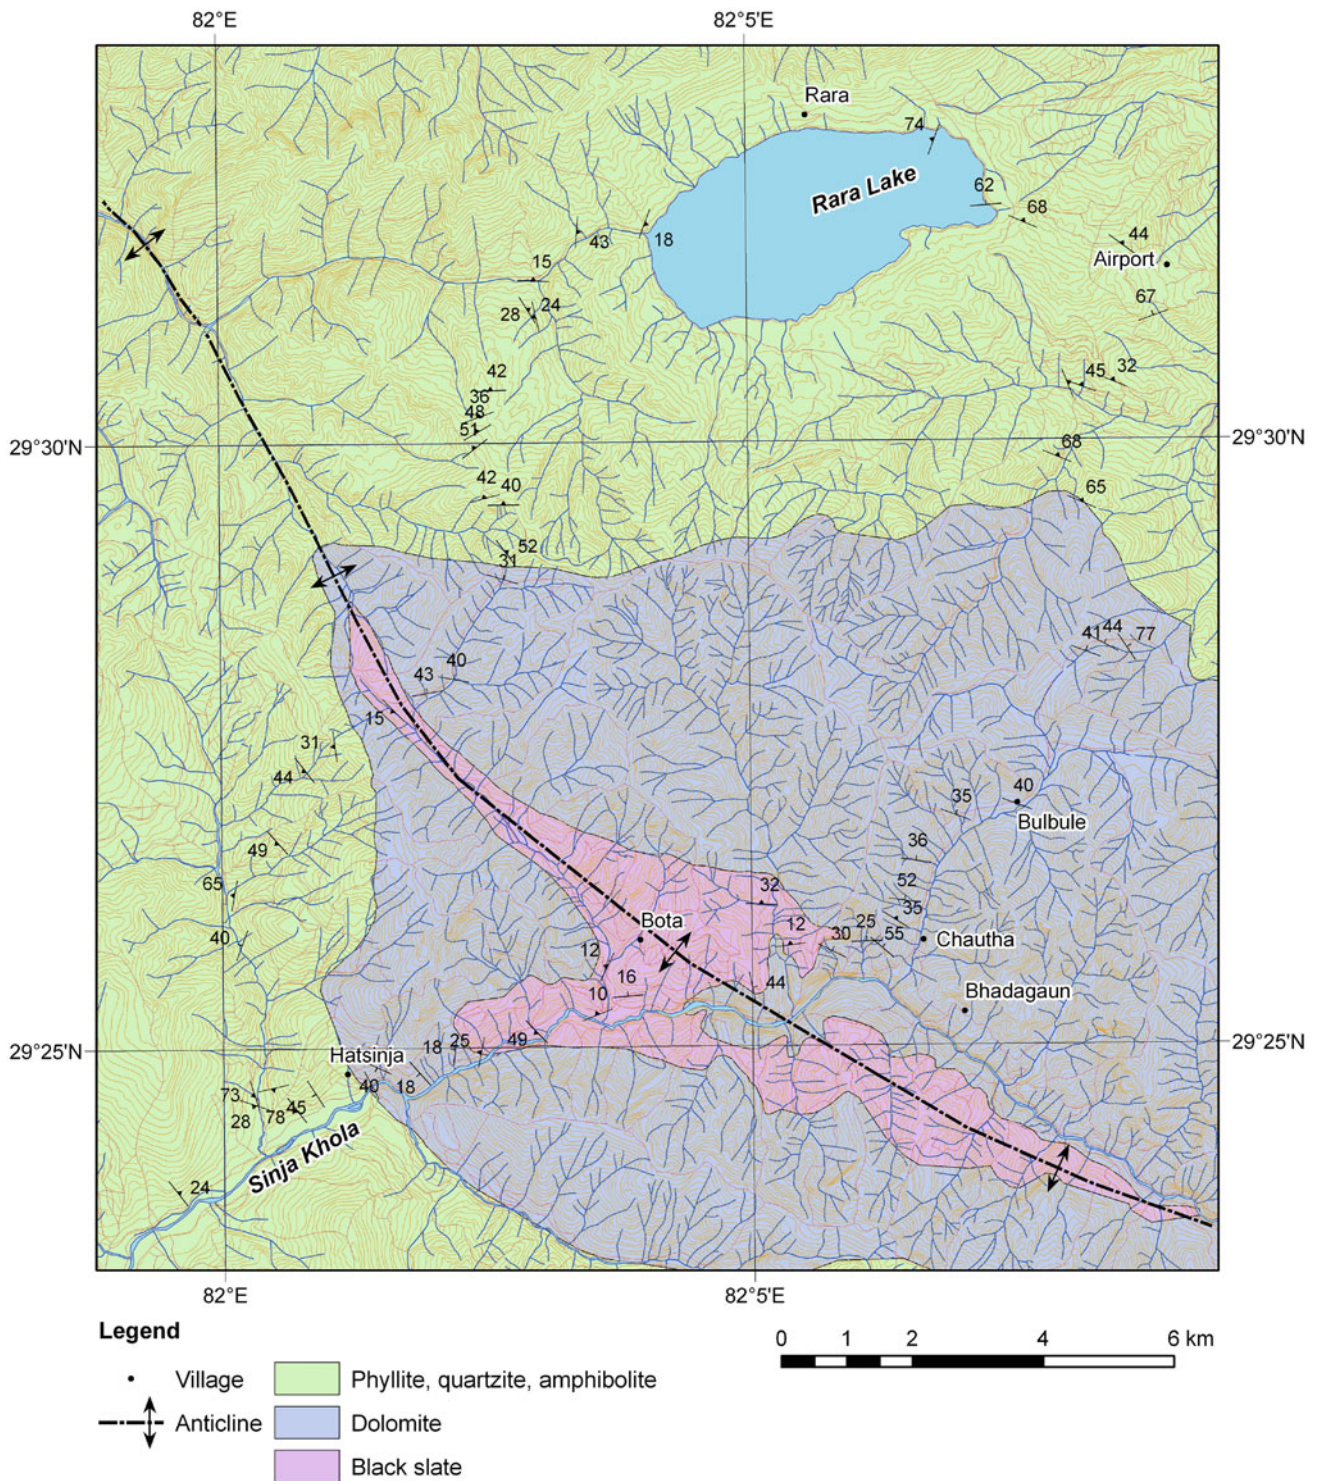 82°E 82°5'E
Rara
74
Rara Lake
62
68
43
18
44
Airport
15
28
24
67
42
36
48
51
45
32
29°30'N
29°30'N
68
42
40
65
52
31
41
44
77
43
40
15
31
44
40
35
Bulbule
49
36
65
32
52
35
Bota
12
25
30
55
Chautha
40
12
16
44
Bhadagaun
10
49
29°25'N
18
25
29°25'N
Hatsinja
40
18
73
45
28
78
Sinja Khola
24
82°E 82°5'E
Legend
0 1 2 4 6 km
Village
Phyllite, quartzite, amphibolite
Anticline
Dolomite
Black slate